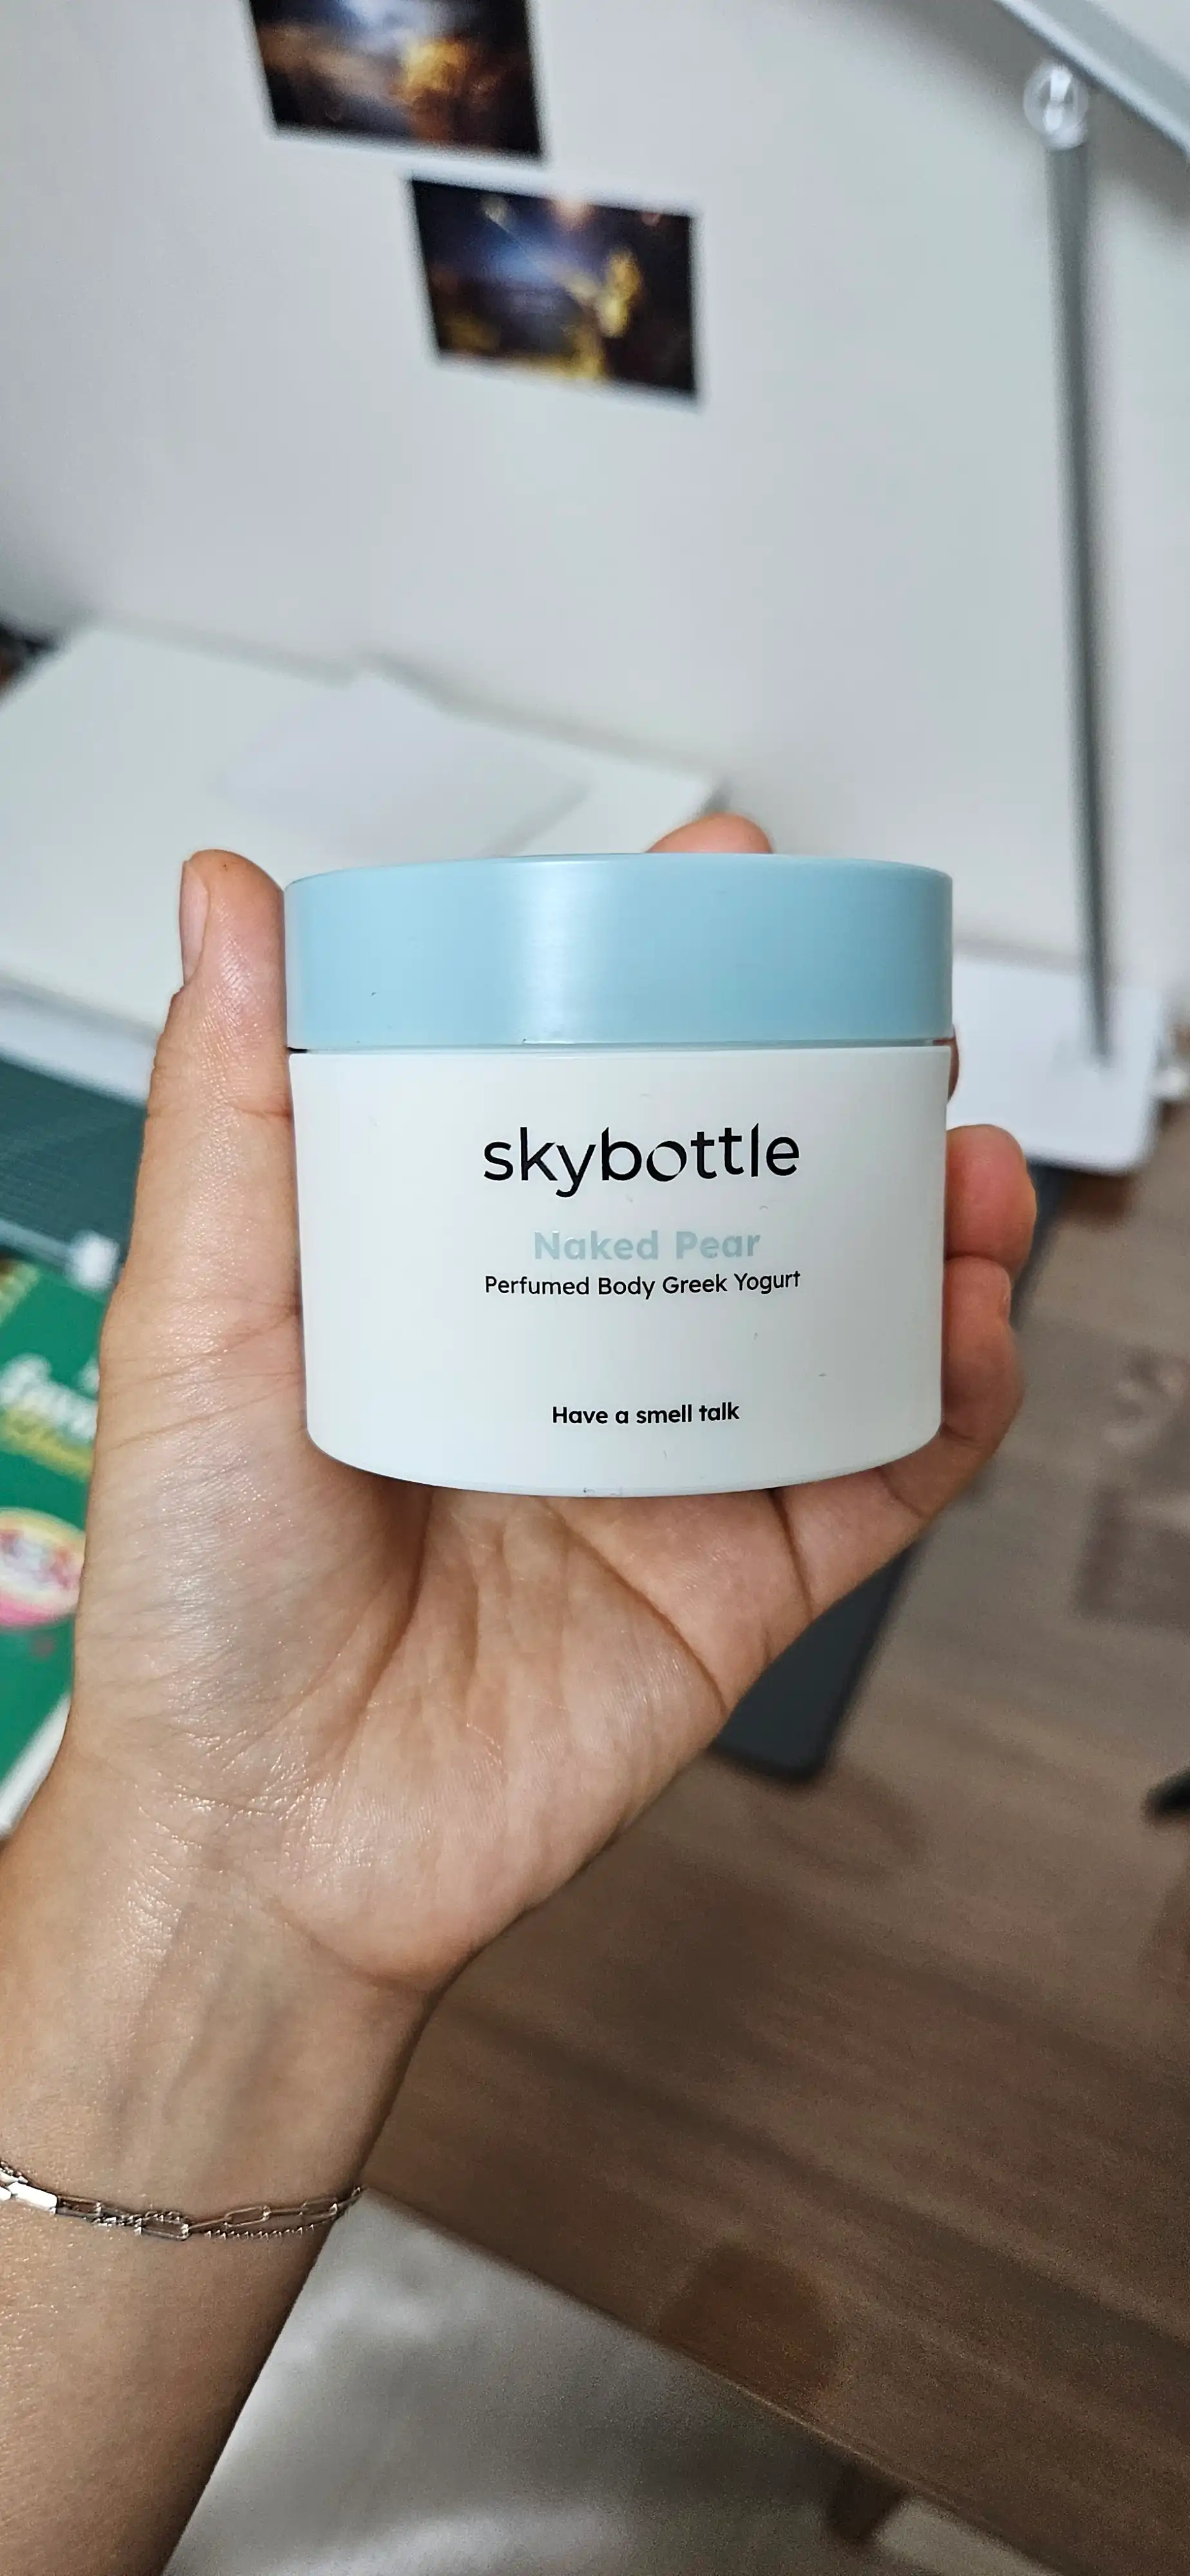 skybottle
Naked Pear
Perfumed Body Greek Yogurt
Have a smell talk